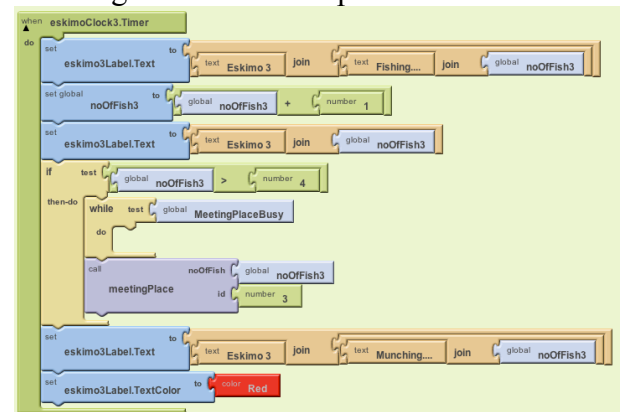 when eskimoClock3.Timer
do
set eskimo3Label.Text to text Eskimo 3 join text Fishing.... join global noOfFish3
set global noOfFish3 to global noOfFish3 + number 1
set eskimo3Label.Text to text Eskimo 3 join global noOfFish3
if test global noOfFish3 > number 4
then-do while test global MeetingPlaceBusy
do
call meetingPlace noOfFish global noOfFish3
id number 3
set eskimo3Label.Text to text Eskimo 3 join text Munching.... join global noOfFish3
set eskimo3Label.TextColor to color Red